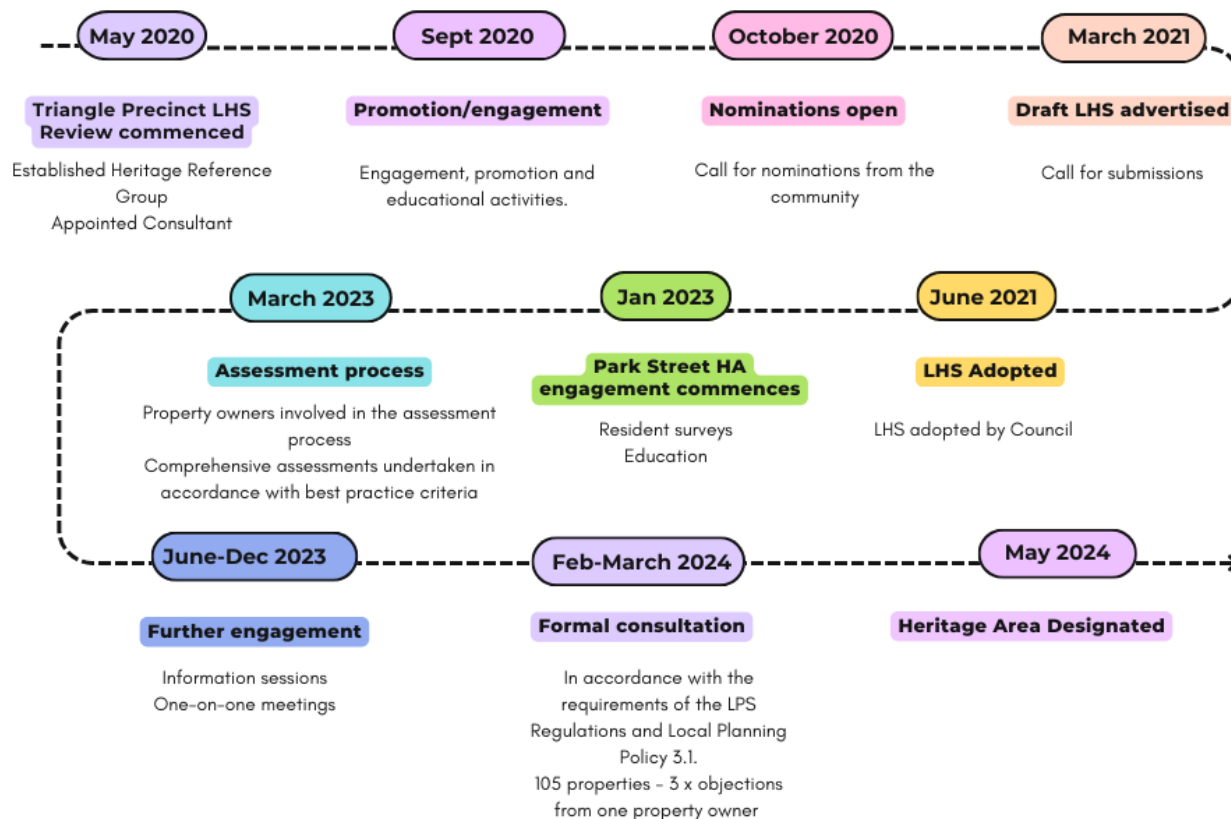 May 2020
Sept 2020
October 2020
March 2021
Triangle Precinct LHS
Review commenced
Established Heritage Reference
Group
Appointed Consultant
Promotion/engagement
Engagement, promotion and
educational activities.
Nominations open
Call for nominations from the
community
Draft LHS advertised
Call for submissions
June 2021
LHS Adopted
LHS adopted by Council
Jan 2023
Park Street HA
engagement commences
Resident surveys
Education
March 2023
Assessment process
Property owners involved in the assessment
process
Comprehensive assessments undertaken in
accordance with best practice criteria
June-Dec 2023
Further engagement
Information sessions
One-on-one meetings
Feb-March 2024
Formal consultation
In accordance with the
requirements of the LPS
Regulations and Local Planning
Policy 3.1.
105 properties - 3 x objections
from one property owner
May 2024
Heritage Area Designated